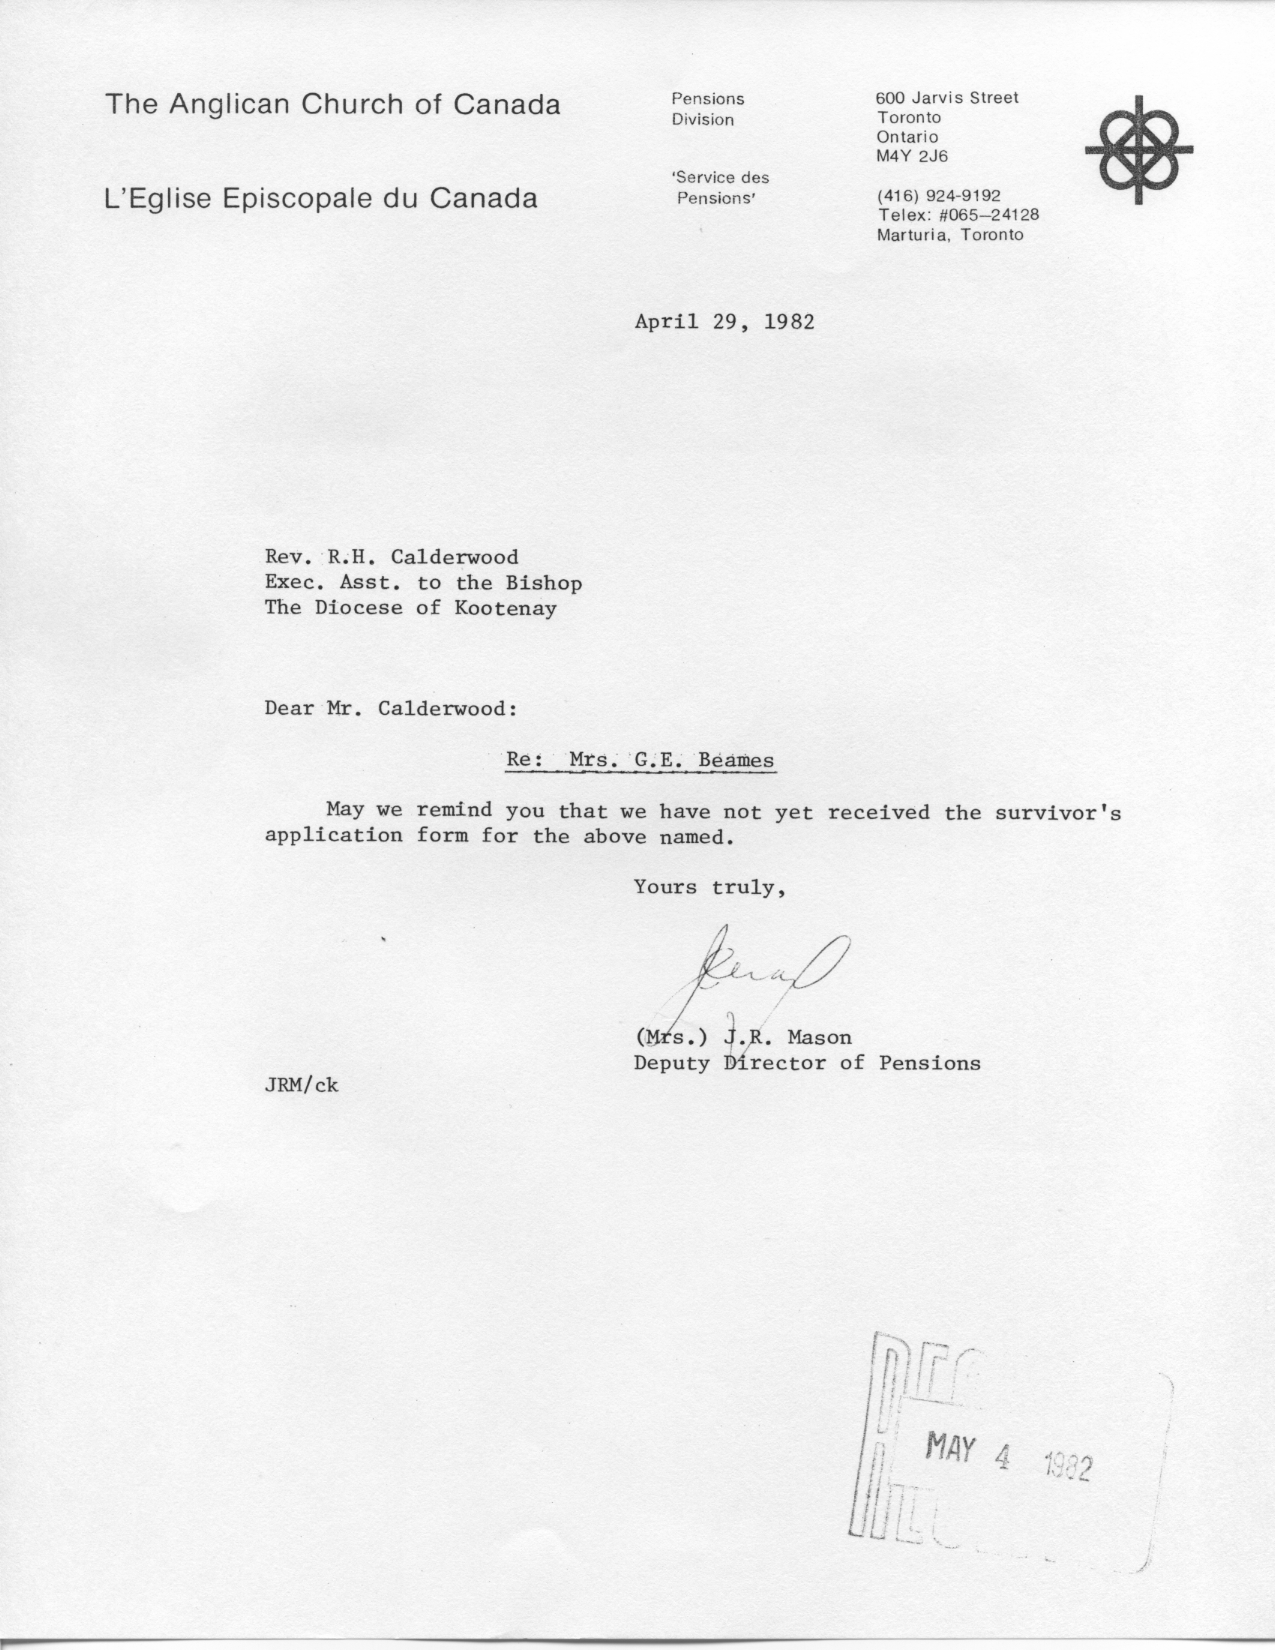 The Anglican Church of Canada
L'Eglise Episcopale du Canada
Pensions
Division
'Service des
Pensions'
600 Jarvis Street
Toronto
Ontario
M4Y 2J6
(416) 924-9192
Telex: #065-24128
Marturia, Toronto
April 29, 1982
Rev. R.H. Calderwood
Exec. Asst. to the Bishop
The Diocese of Kootenay
Dear Mr. Calderwood:
Re: Mrs. G.E. Beames
May we remind you that we have not yet received the survivor's
application form for the above named.
Yours truly,
(Mrs.) J.R. Mason
Deputy Director of Pensions
JRM/ck
MAY 4 1982